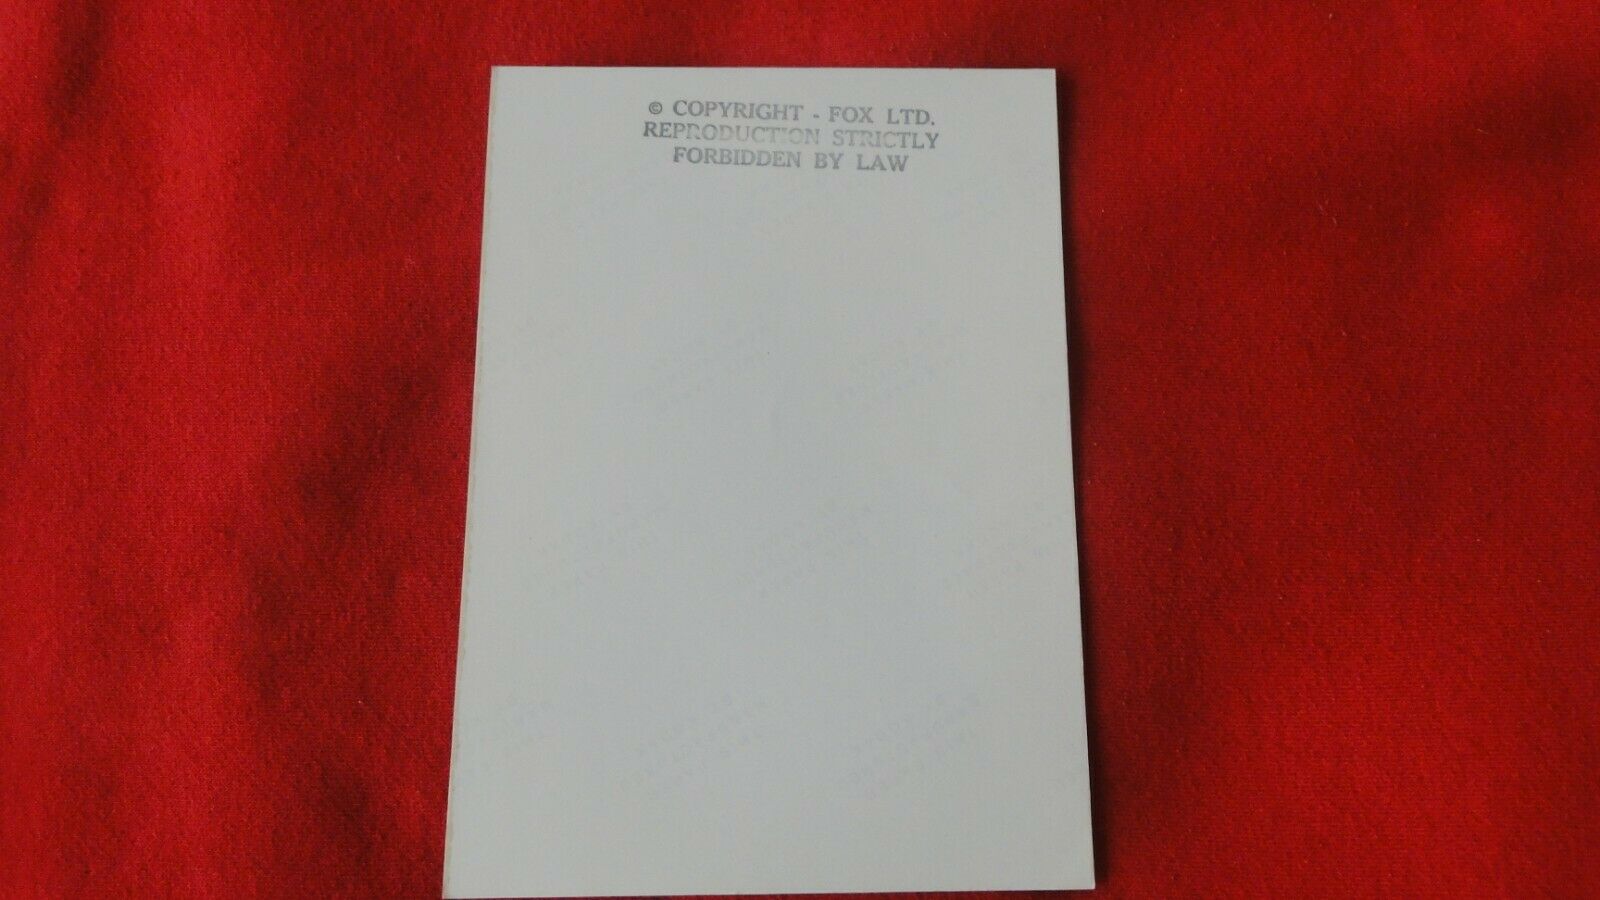 © COPYRIGHT - FOX LTD.
REPRODUCTION STRICTLY
FORBIDDEN BY LAW